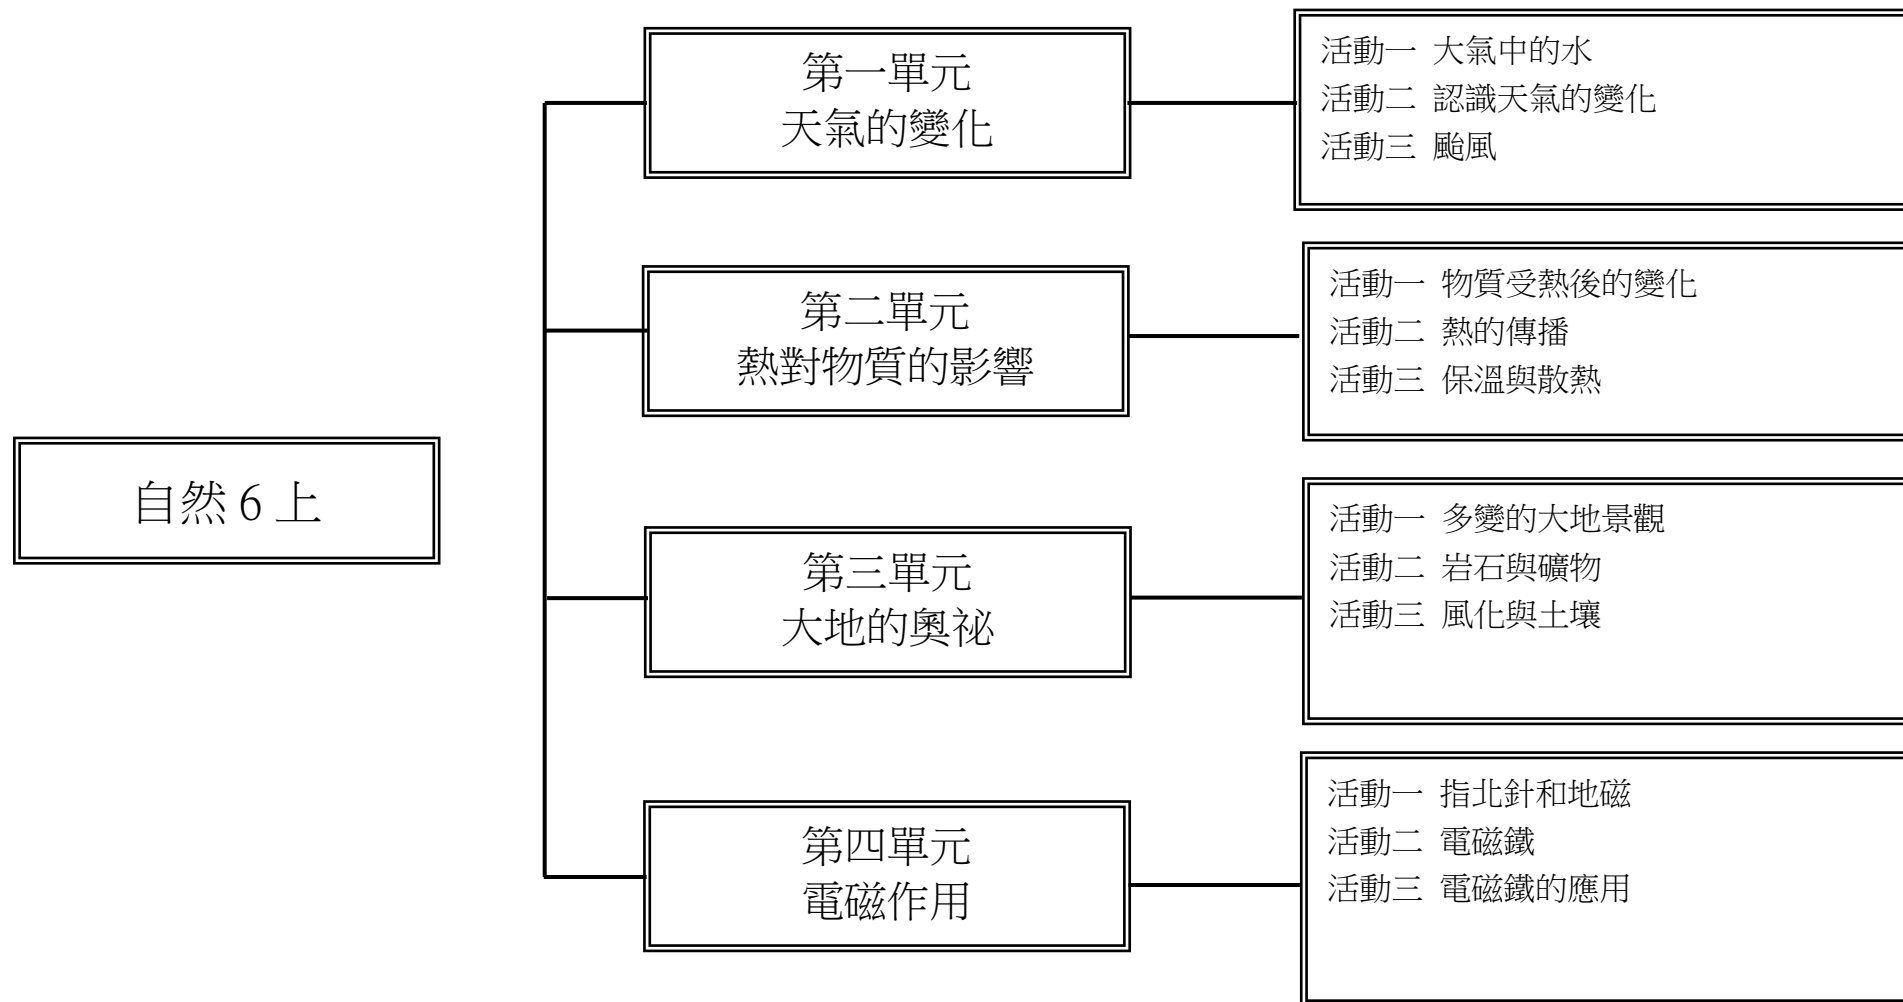 自然 6 上
第一單元
天氣的變化
活動一 大氣中的水
活動二 認識天氣的變化
活動三 颱風
第二單元
熱對物質的影響
活動一 物質受熱後的變化
活動二 熱的傳播
活動三 保溫與散熱
第三單元
大地的奧祕
活動一 多變的大地景觀
活動二 岩石與礦物
活動三 風化與土壤
第四單元
電磁作用
活動一 指北針和地磁
活動二 電磁鐵
活動三 電磁鐵的應用